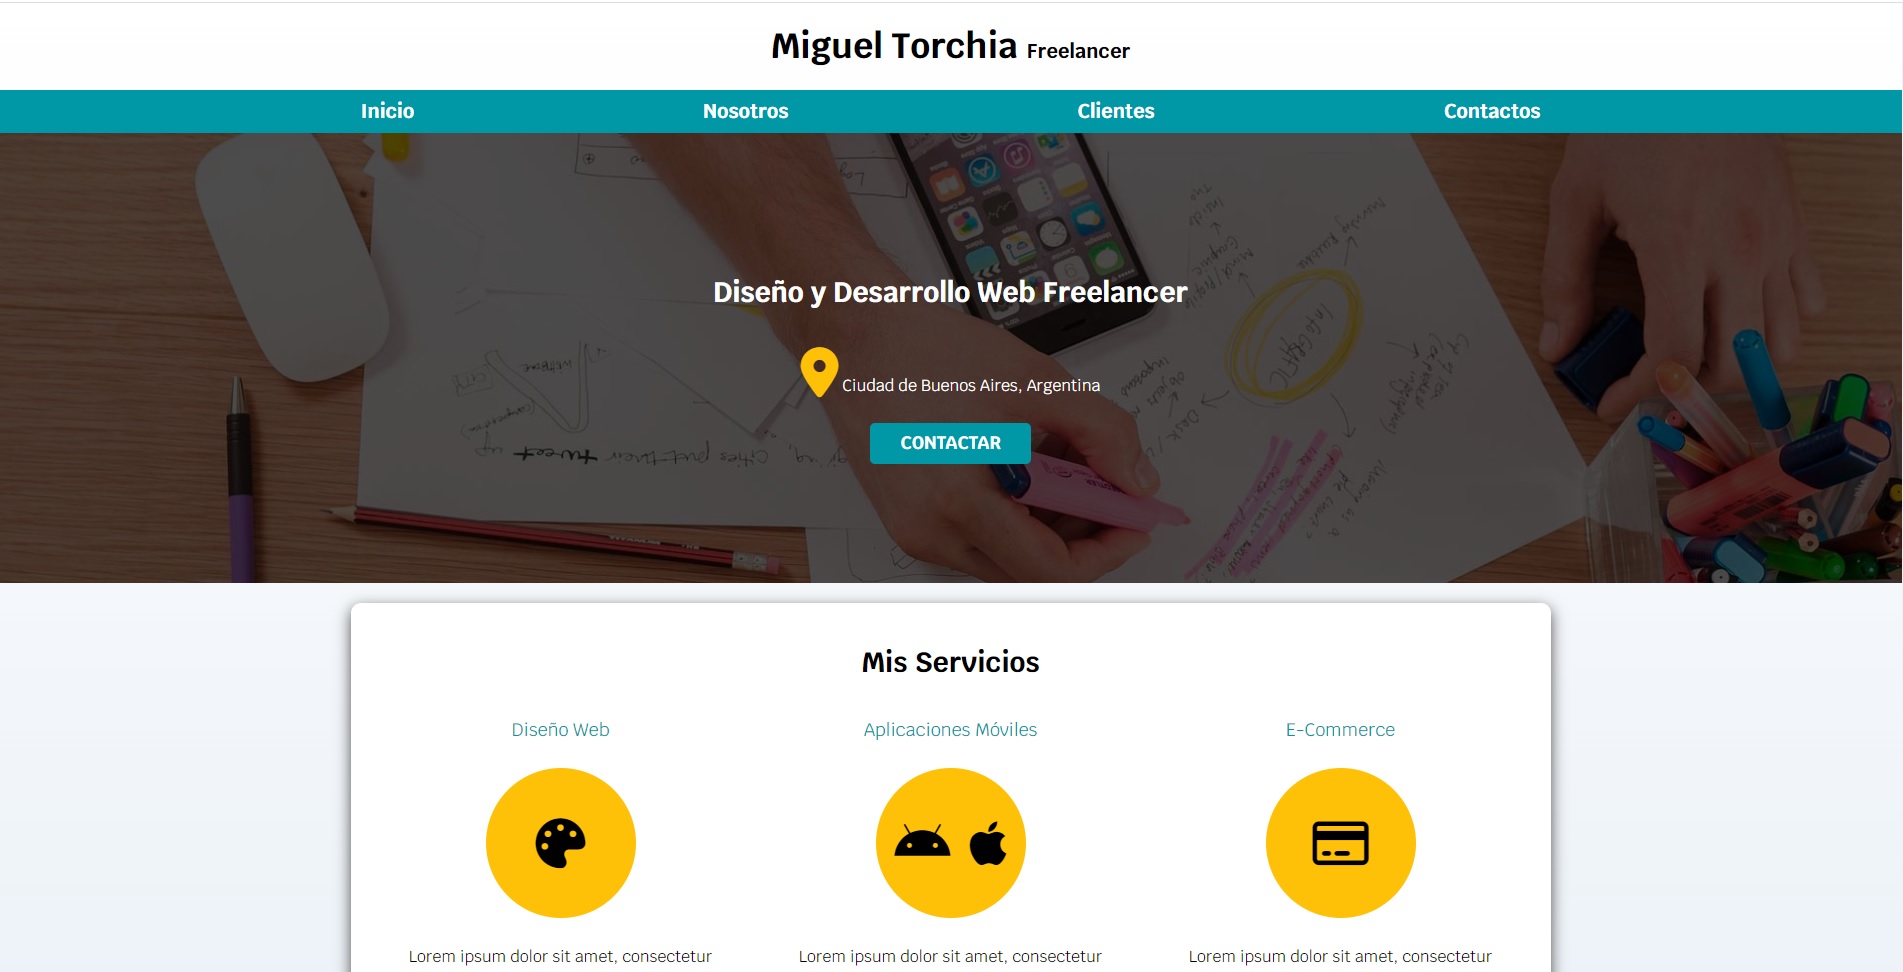 Miguel Torchia Freelancer
Inicio Nosotros Clientes Contactos
Diseño y Desarrollo Web Freelancer
Ciudad de Buenos Aires, Argentina
CONTACTAR
Mis Servicios
Diseño Web Aplicaciones Móviles E-Commerce
Lorem ipsum dolor sit amet, consectetur Lorem ipsum dolor sit amet, consectetur Lorem ipsum dolor sit amet, consectetur